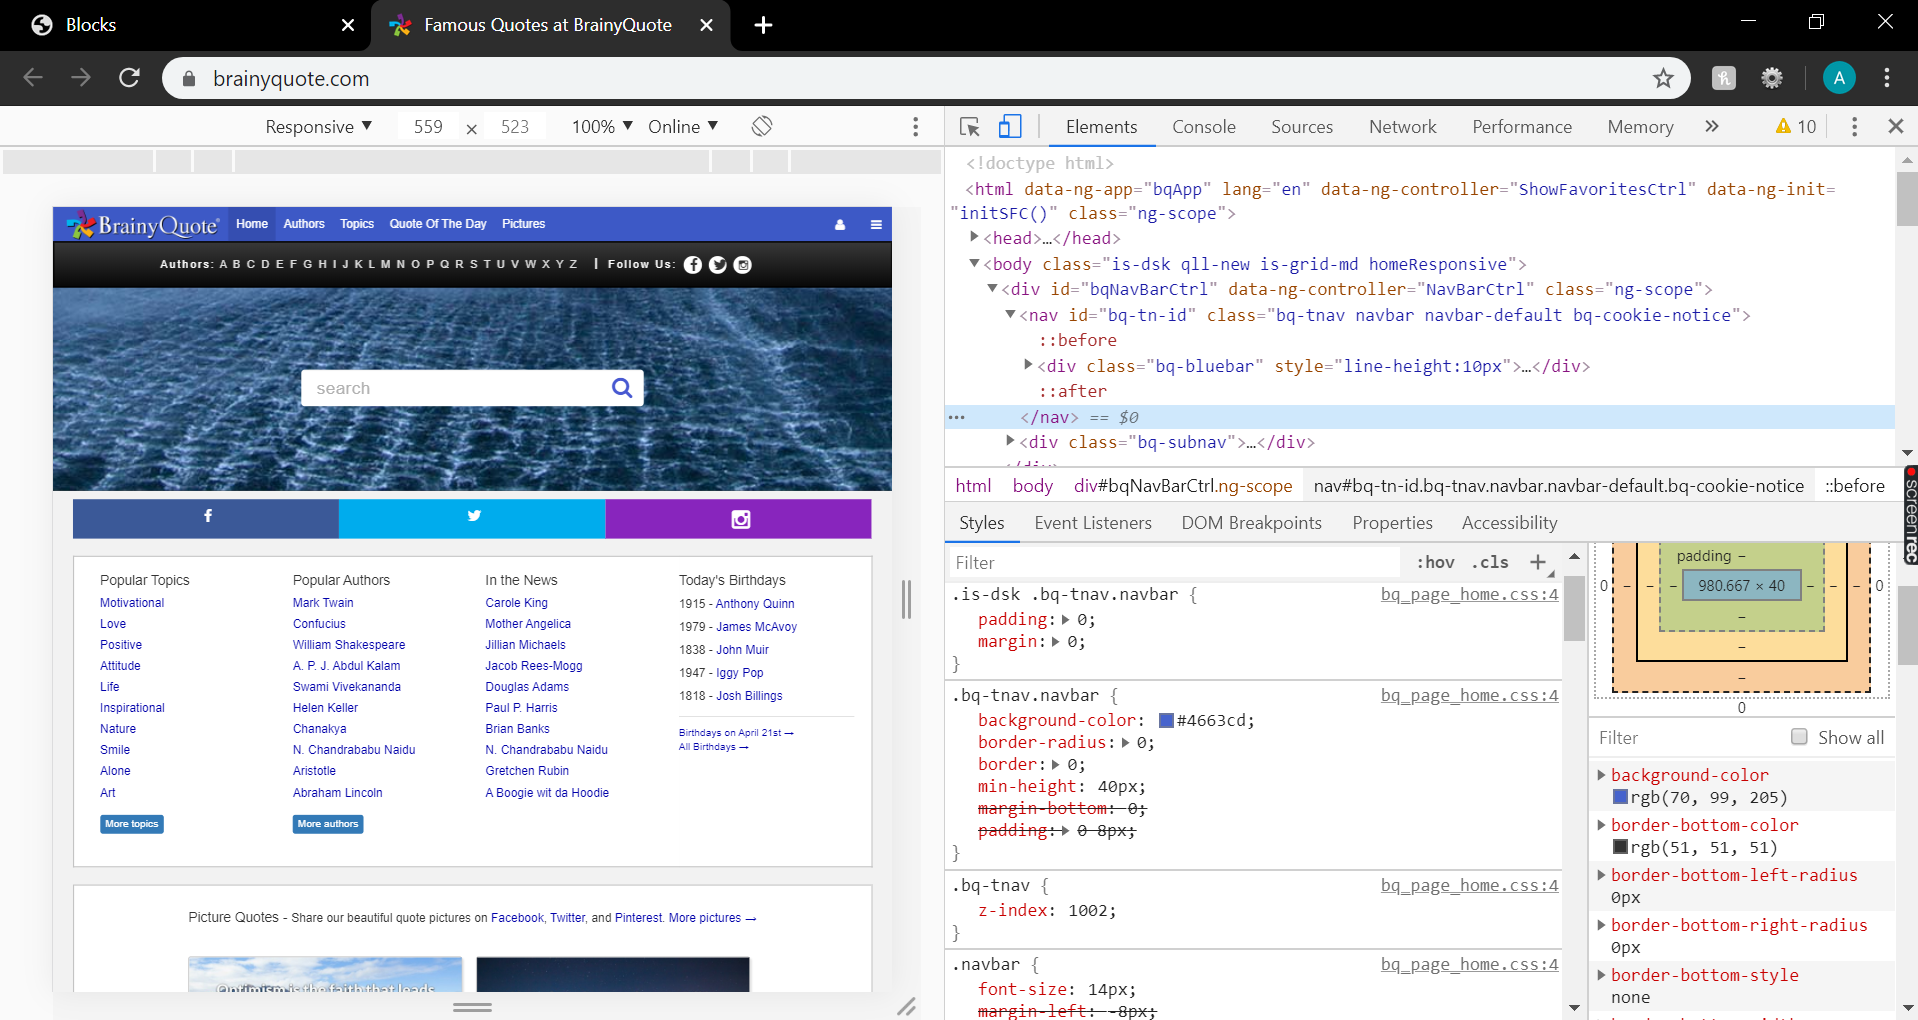 Blocks
Famous Quotes at BrainyQuote
brainyquote.com
A
Responsive ▼ 559 × 523 100% ▼ Online ▼
Elements Console Sources Network Performance Memory » 10
BrainyQuote Home Authors Topics Quote Of The Day Pictures
Authors: A B C D E F G H I J K L M N O P Q R S T U V W X Y Z | Follow Us:
search
Popular Topics
Motivational
Love
Positive
Attitude
Life
Inspirational
Nature
Smile
Alone
Art
More topics
Popular Authors
Mark Twain
Confucius
William Shakespeare
A. P. J. Abdul Kalam
Swami Vivekananda
Helen Keller
Chanakya
N. Chandrababu Naidu
Aristotle
Abraham Lincoln
More authors
In the News
Carole King
Mother Angelica
Jillian Michaels
Jacob Rees-Mogg
Douglas Adams
Paul P. Harris
Brian Banks
N. Chandrababu Naidu
Gretchen Rubin
A Boogie wit da Hoodie
Today's Birthdays
1915 - Anthony Quinn
1979 - James McAvoy
1838 - John Muir
1947 - Iggy Pop
1818 - Josh Billings
Birthdays on April 21st →
All Birthdays →
Picture Quotes - Share our beautiful quote pictures on Facebook, Twitter, and Pinterest. More pictures →
Optimism is the faith that leads
<!doctype html>
<html data-ng-app="bqApp" lang="en" data-ng-controller="ShowFavoritesCtrl" data-ng-init=
"initSFC()" class="ng-scope">
▶<head>…</head>
▼<body class="is-dsk qll-new is-grid-md homeResponsive">
▼<div id="bqNavBarCtrl" data-ng-controller="NavBarCtrl" class="ng-scope">
▼<nav id="bq-tn-id" class="bq-tnav navbar navbar-default bq-cookie-notice">
::before
▶<div class="bq-bluebar" style="line-height:10px">…</div>
::after
</nav> == $0
▶<div class="bq-subnav">…</div>
</div>
html body div#bqNavBarCtrl.ng-scope nav#bq-tn-id.bq-tnav.navbar.navbar-default.bq-cookie-notice ::before
Styles Event Listeners DOM Breakpoints Properties Accessibility
Filter :hov .cls +
.is-dsk .bq-tnav.navbar { bq_page_home.css:4
padding:▶ 0;
margin:▶ 0;
}
.bq-tnav.navbar { bq_page_home.css:4
background-color: #4663cd;
border-radius:▶ 0;
border:▶ 0;
min-height: 40px;
margin-bottom: 0;
padding:▶ 0 8px;
}
.bq-tnav { bq_page_home.css:4
z-index: 1002;
}
.navbar { bq_page_home.css:4
font-size: 14px;
margin-left: -8px;
padding –
0 – – – 980.667 × 40 – – – 0
–
–
–
0
Filter Show all
background-color
rgb(70, 99, 205)
border-bottom-color
rgb(51, 51, 51)
border-bottom-left-radius
0px
border-bottom-right-radius
0px
border-bottom-style
none
screenrec